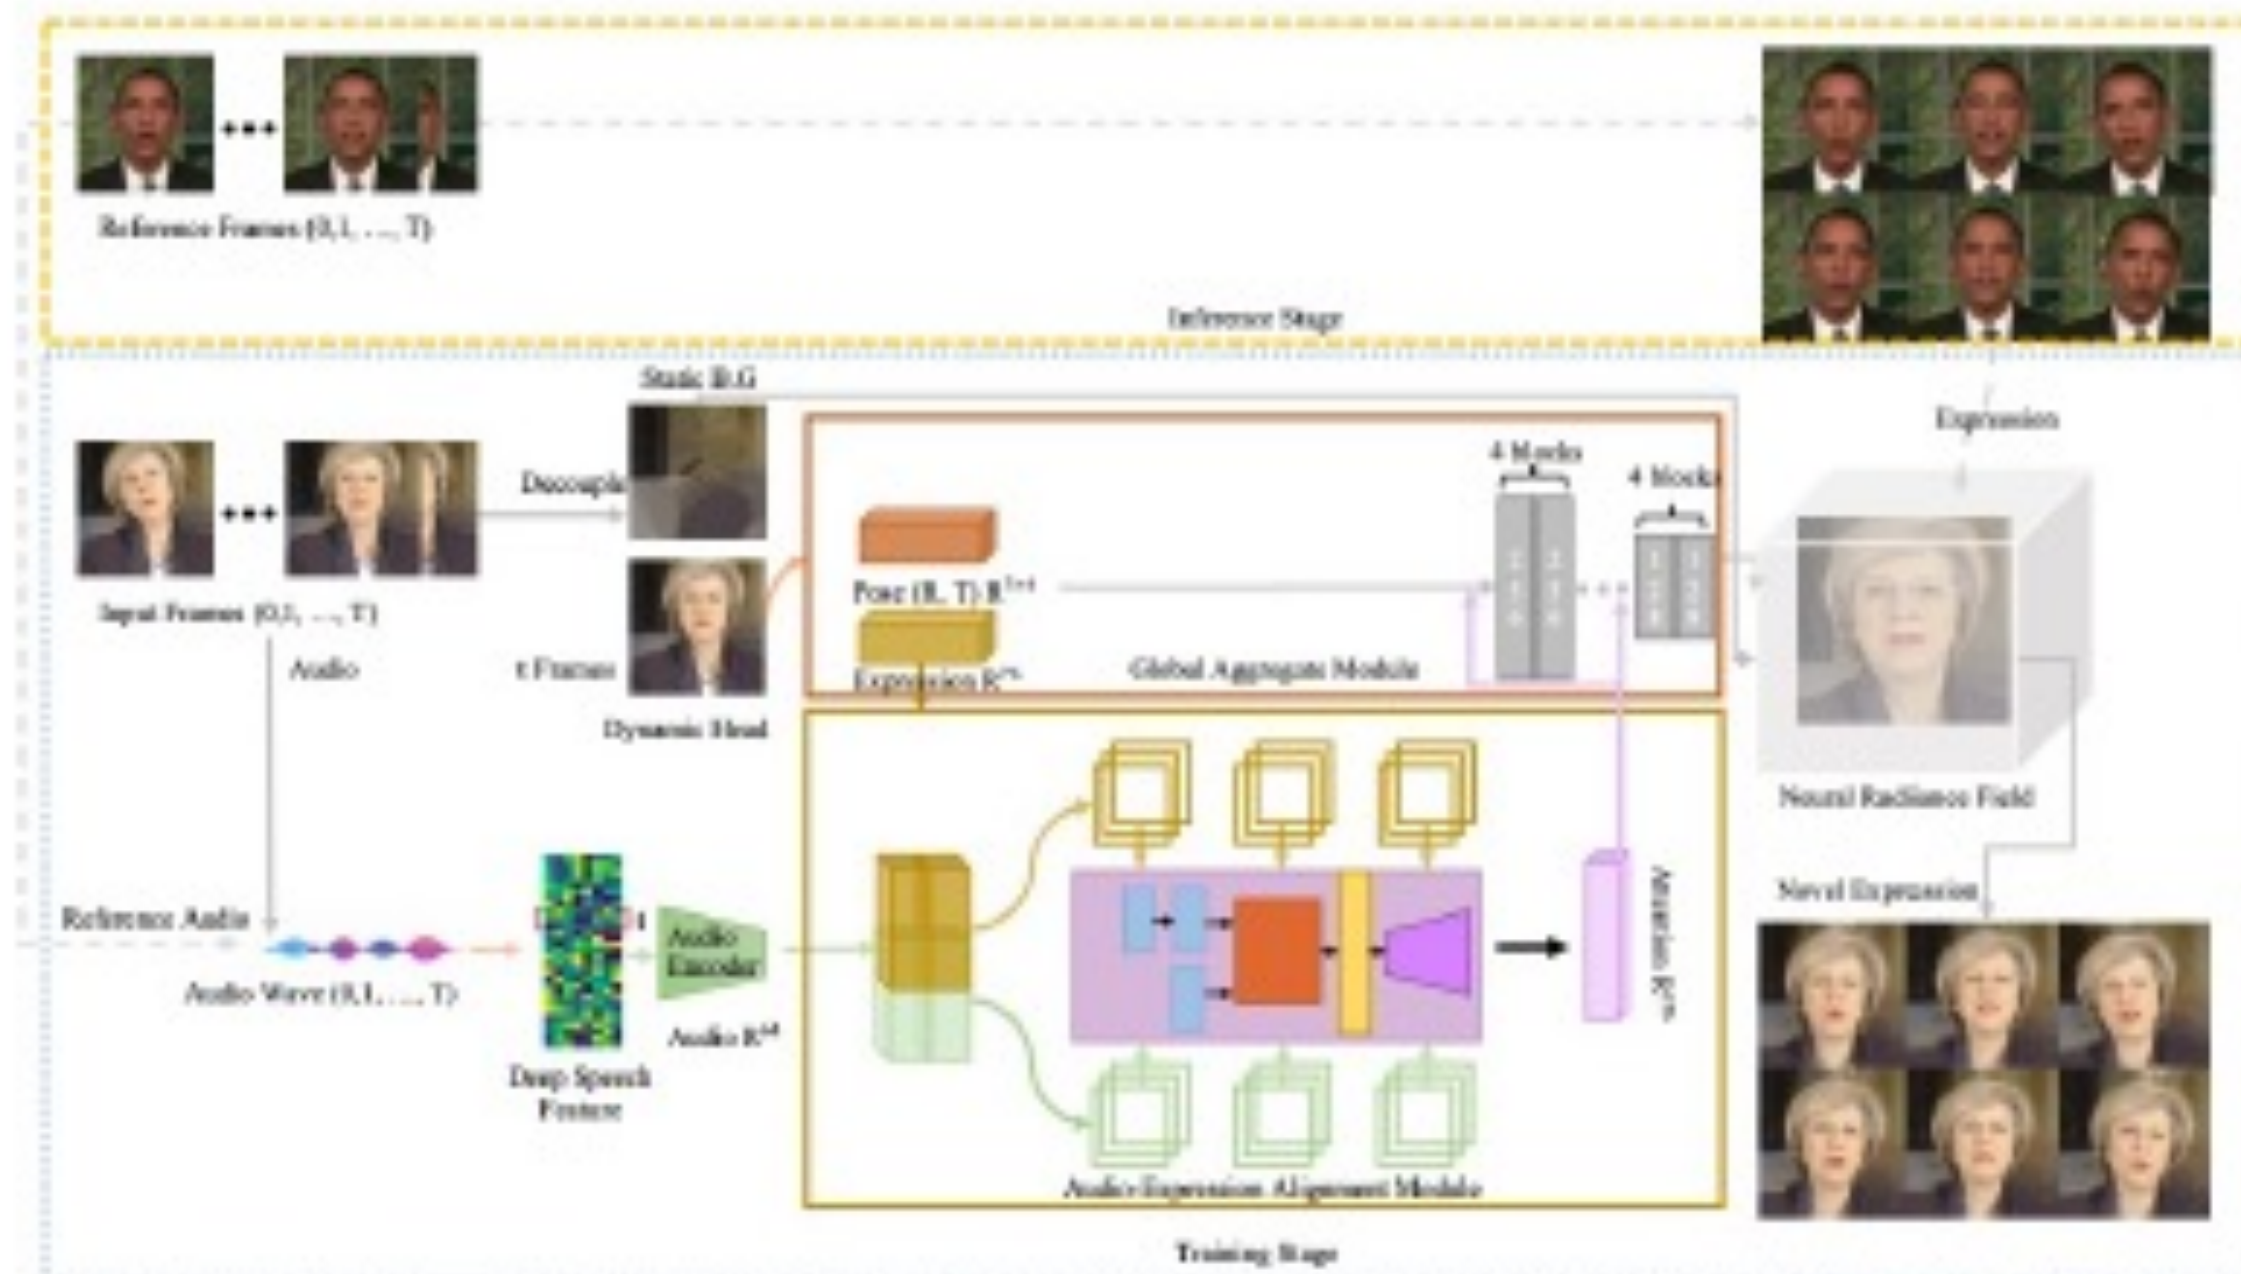 Reference Frames (0,1, ..., T)
Inference Stage
Static B.G
Expression
4 blocks
4 blocks
Decouple
Pose (R, T)
Input Frames (0,1, ..., T)
Audio
t Frames
Expression
Global Aggregate Module
Dynamic Head
Neural Radiance Field
Novel Expression
Reference Audio
Audio
Encoder
Audio Wave (0,1, ..., T)
Audio
Deep Speech
Feature
Audio-Expression Alignment Module
Training Stage